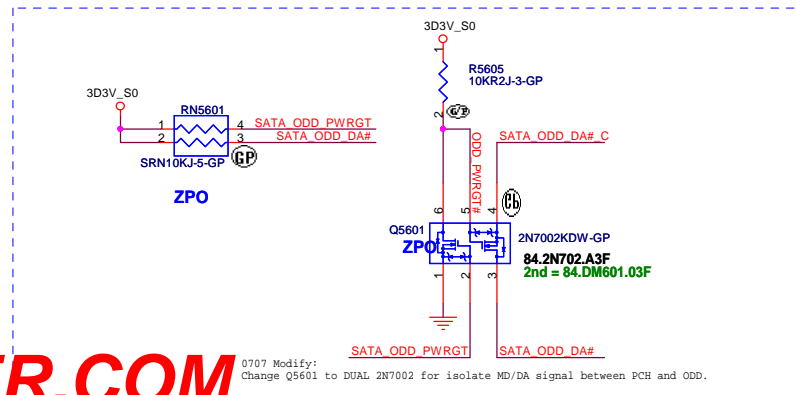 3D3V_S0
R5605
10KR2J-3-GP
1
2
G/P
3D3V_S0
RN5601
1
2
4
3
SATA_ODD_PWRGT
SATA_ODD_DA#
SRN10KJ-5-GP
GP
ZPO
ODD_PWRGT#
SATA_ODD_DA#_C
6
5
4
Q5601
ZPO
2N7002KDW-GP
84.2N702.A3F
2nd = 84.DM601.03F
1
2
3
SATA_ODD_PWRGT
SATA_ODD_DA#
R.COM
0707 Modify:
Change Q5601 to DUAL 2N7002 for isolate MD/DA signal between PCH and ODD.